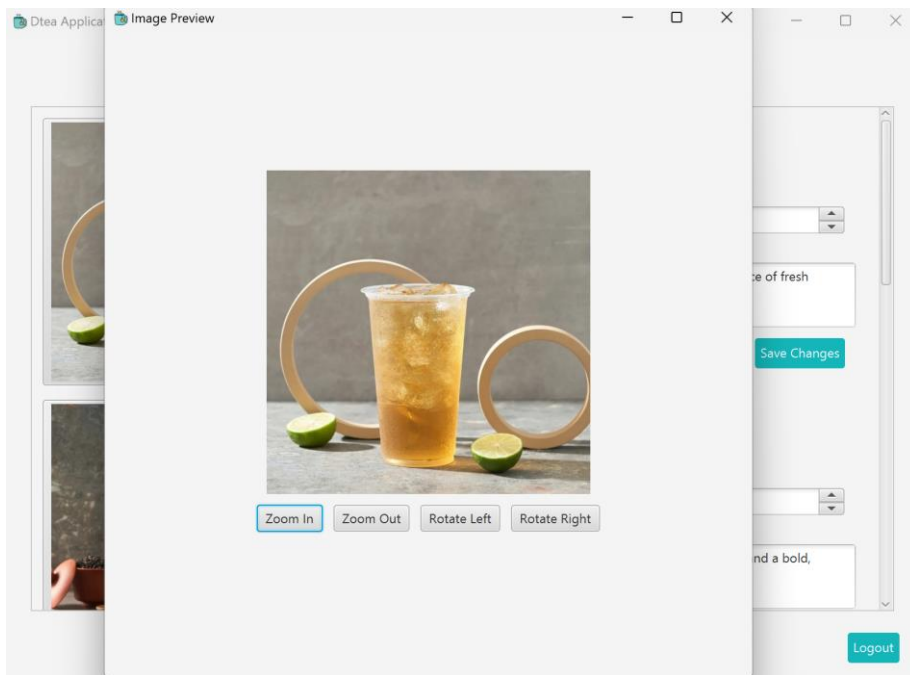 Dtea Applica
Image Preview
ce of fresh
Save Changes
Zoom In
Zoom Out
Rotate Left
Rotate Right
nd a bold,
Logout